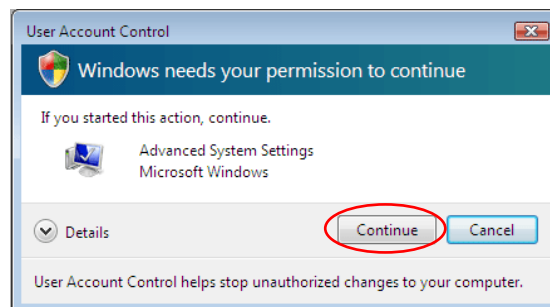 User Account Control
Windows needs your permission to continue
If you started this action, continue.
Advanced System Settings
Microsoft Windows
Details
Continue
Cancel
User Account Control helps stop unauthorized changes to your computer.